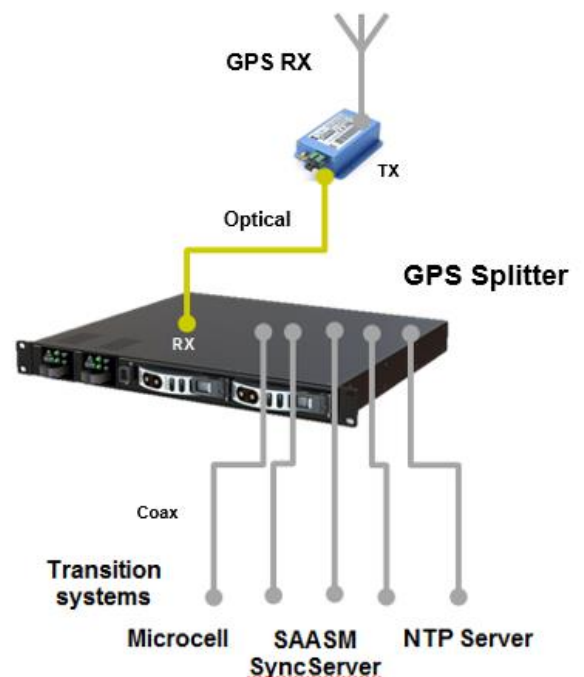 GPS RX
TX
Optical
GPS Splitter
RX
Coax
Transition
systems
Microcell
SAASM
SyncServer
NTP Server